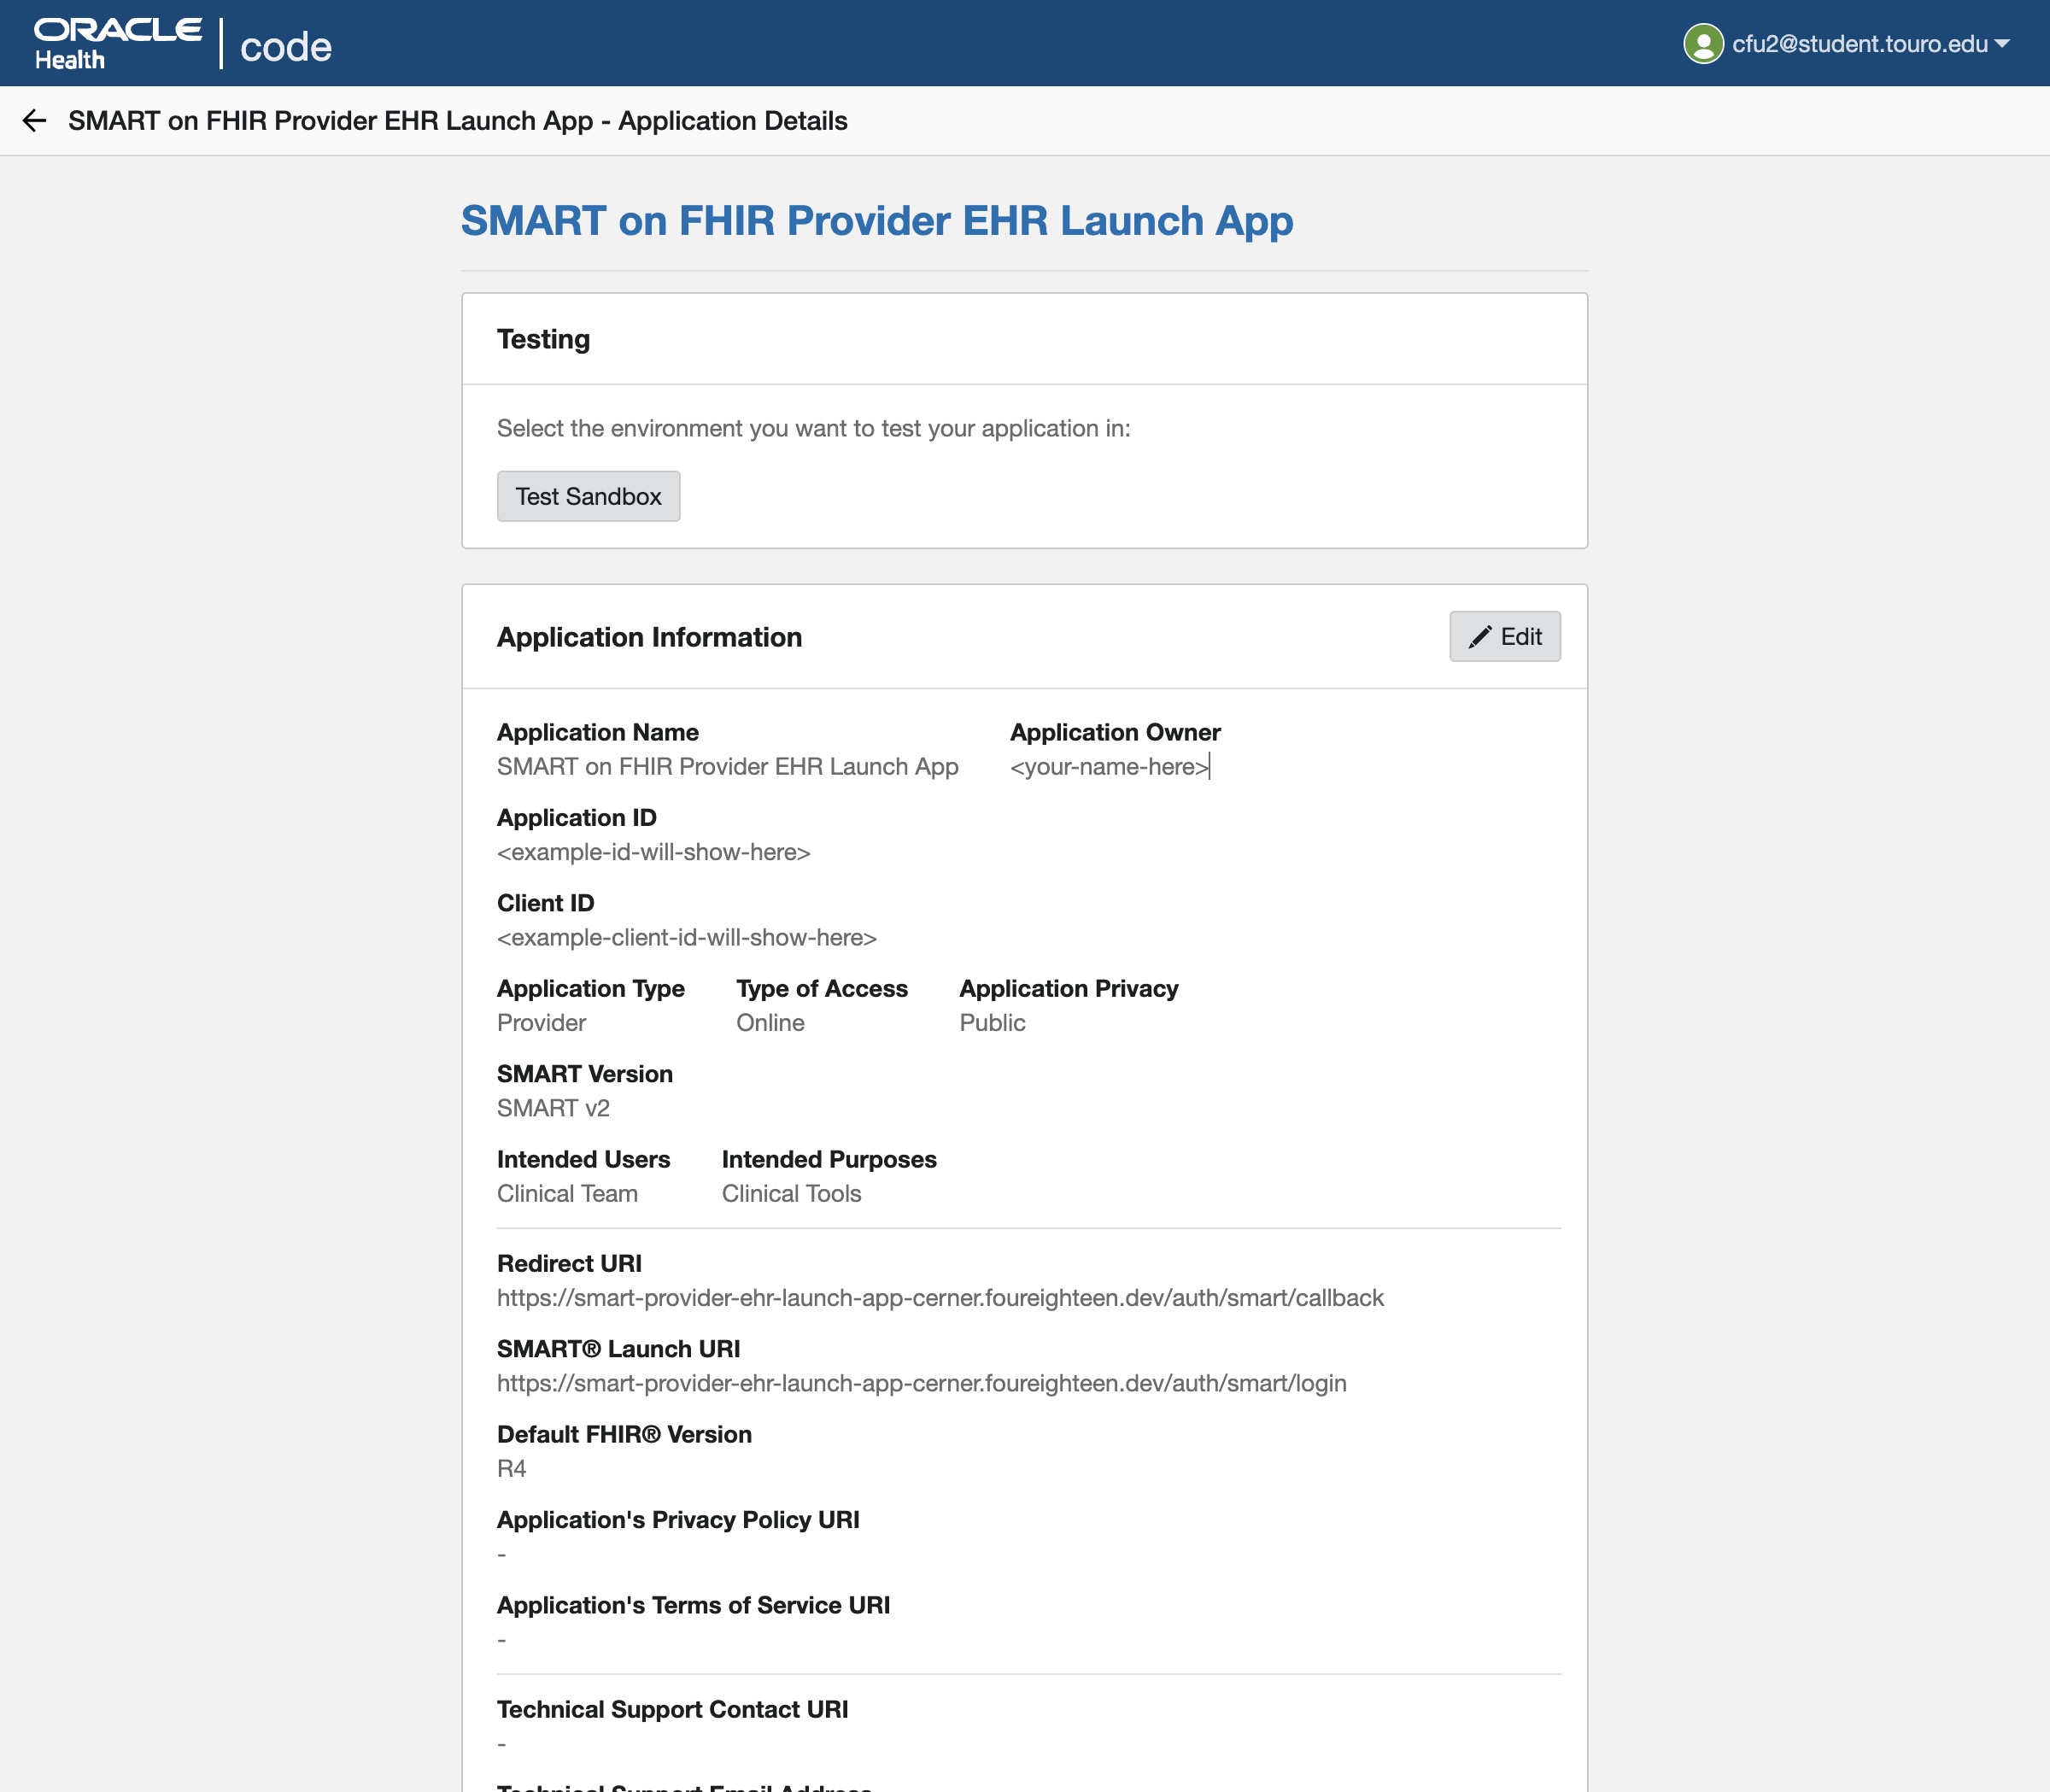 ORACLE
Health
code
cfu2@student.touro.edu
SMART on FHIR Provider EHR Launch App - Application Details
SMART on FHIR Provider EHR Launch App
Testing
Select the environment you want to test your application in:
Test Sandbox
Application Information
Edit
Application Name
SMART on FHIR Provider EHR Launch App
Application Owner
<your-name-here>
Application ID
<example-id-will-show-here>
Client ID
<example-client-id-will-show-here>
Application Type
Provider
Type of Access
Online
Application Privacy
Public
SMART Version
SMART v2
Intended Users
Clinical Team
Intended Purposes
Clinical Tools
Redirect URI
https://smart-provider-ehr-launch-app-cerner.foureighteen.dev/auth/smart/callback
SMART® Launch URI
https://smart-provider-ehr-launch-app-cerner.foureighteen.dev/auth/smart/login
Default FHIR® Version
R4
Application's Privacy Policy URI
-
Application's Terms of Service URI
-
Technical Support Contact URI
-
Technical Support Email Address